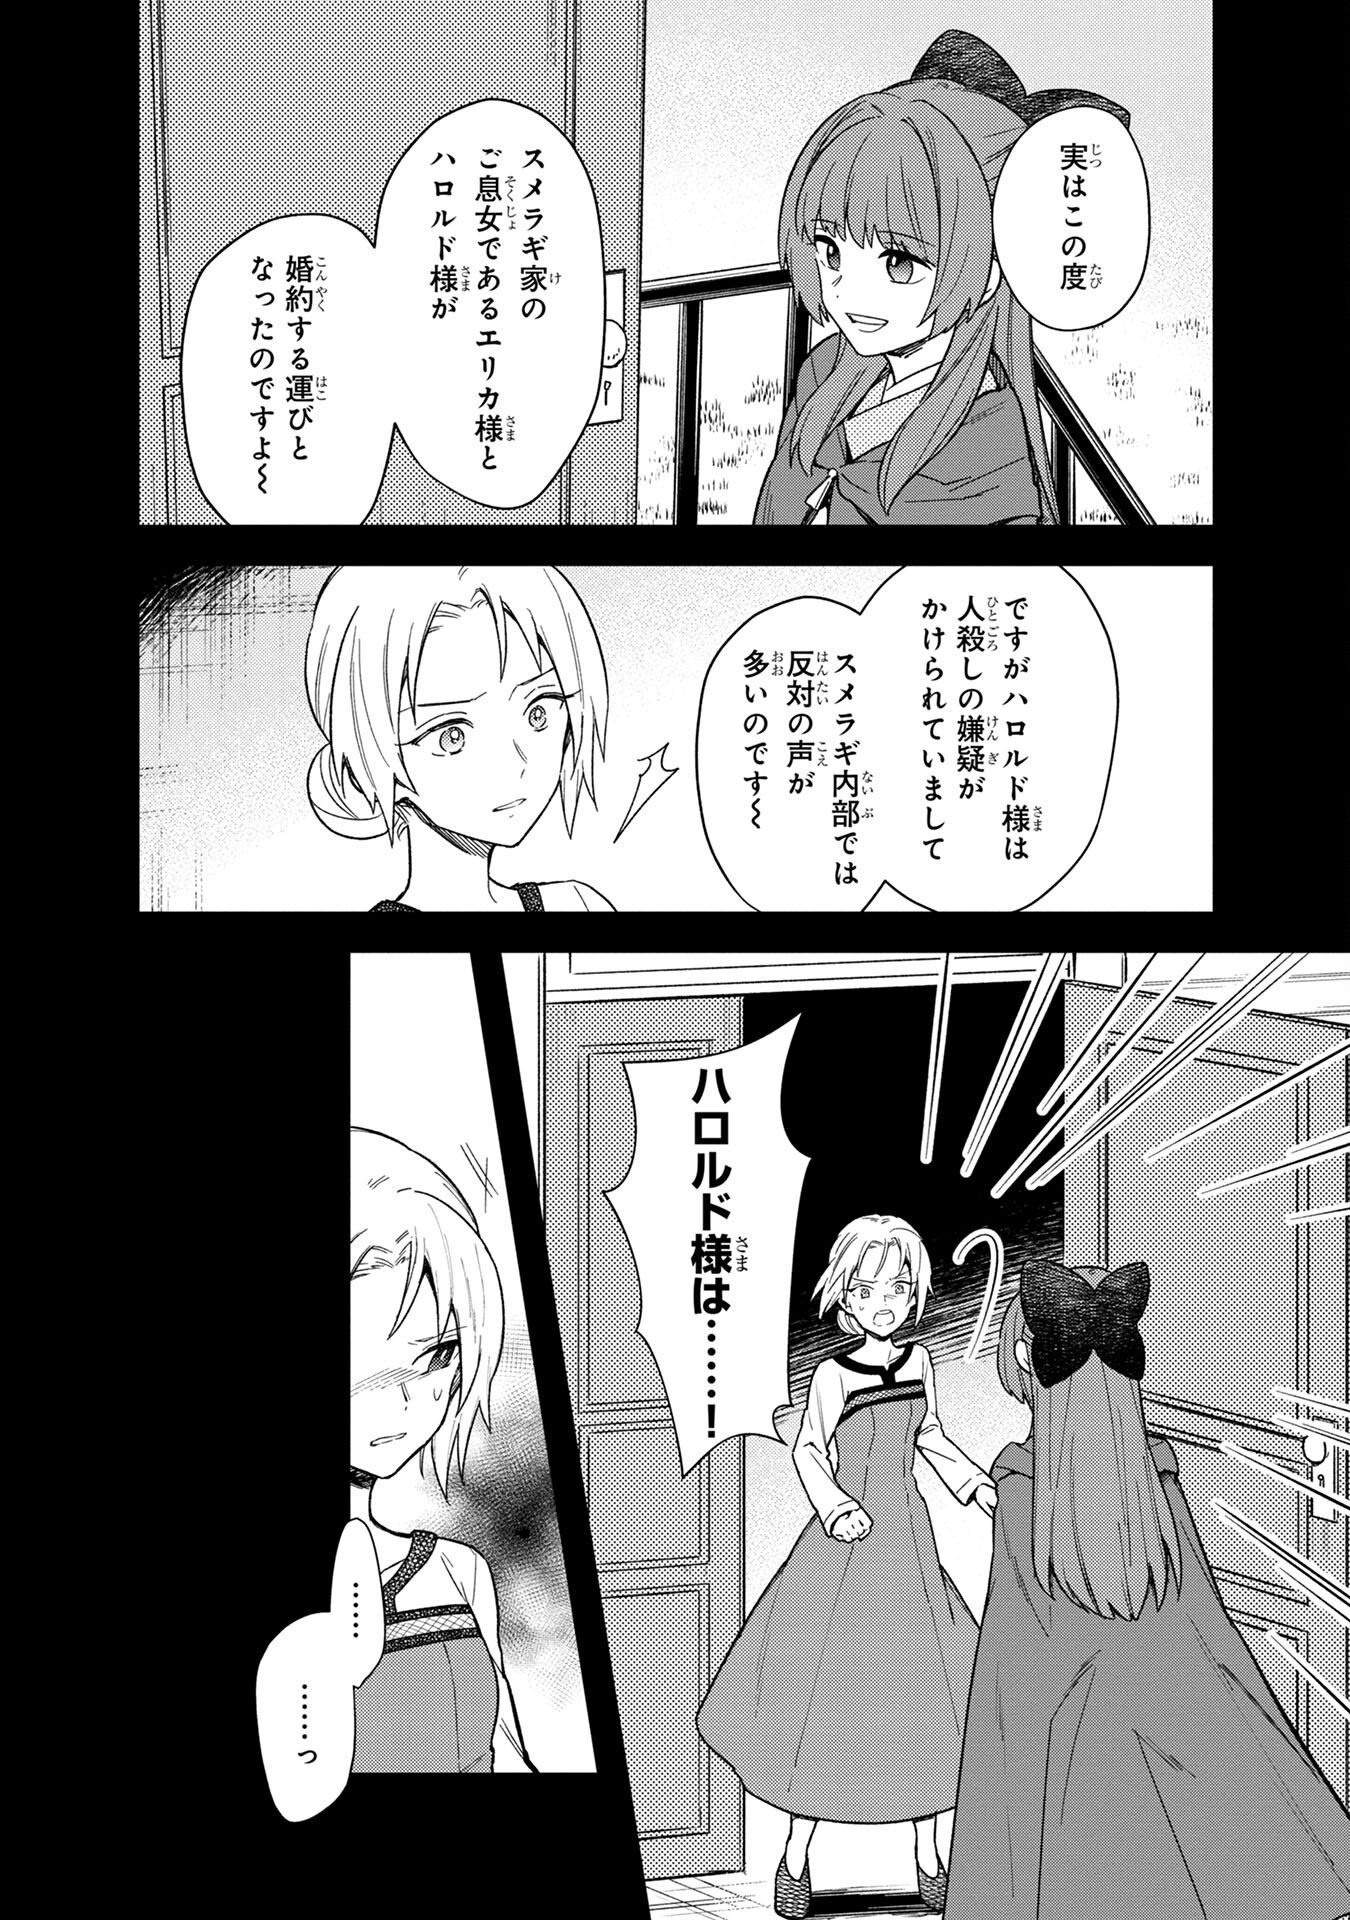 実はこの度
スメラギ家の
ご息女であるエリカ様と
ハロルド様が
婚約する運びと
なったのですよ〜
ですがハロルド様は
人殺しの嫌疑が
かけられていまして
スメラギ内部では
反対の声が
多いのです〜
ハロルド様は……!
……
……っ